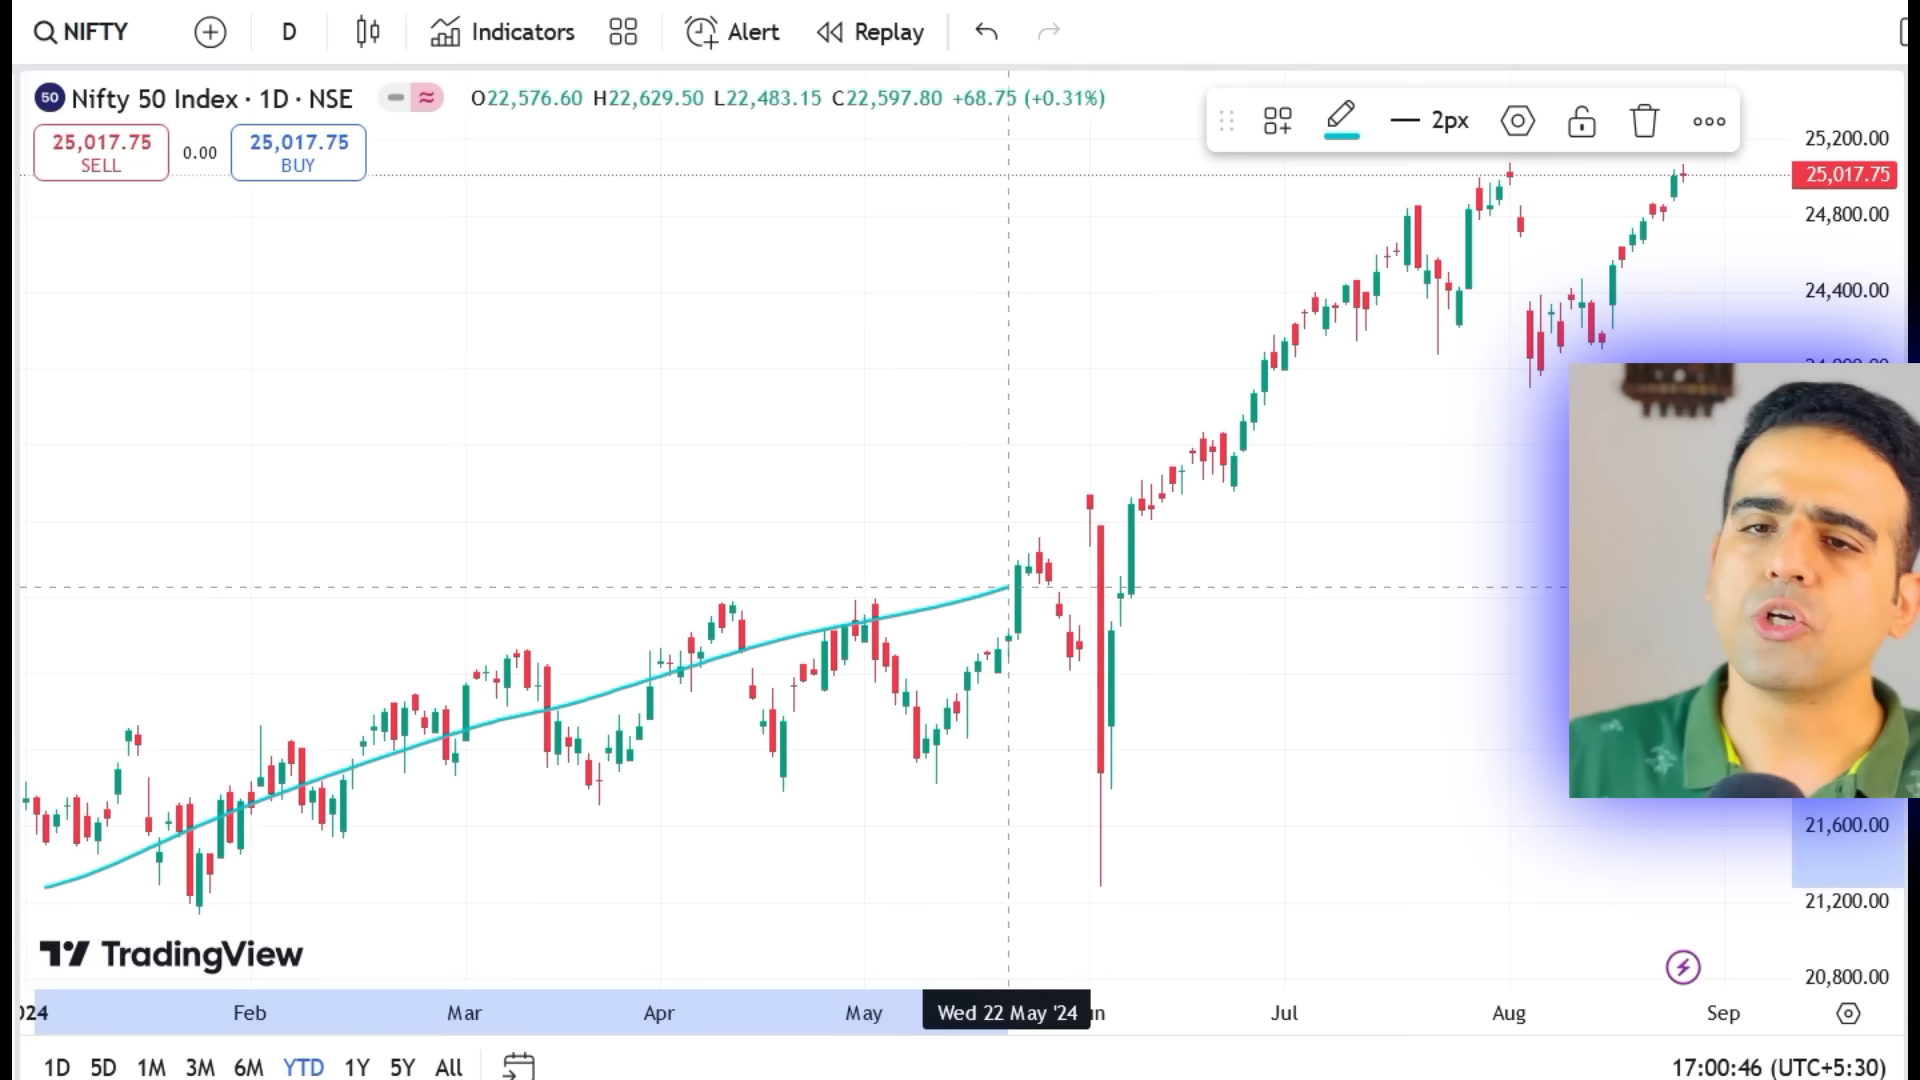 NIFTY
D
Indicators
Alert
Replay
50 Nifty 50 Index · 1D · NSE
O22,576.60 H22,629.50 L22,483.15 C22,597.80 +68.75 (+0.31%)
2px
25,017.75
SELL
0.00
25,017.75
BUY
25,200.00
25,017.75
24,800.00
24,400.00
21,600.00
21,200.00
20,800.00
TradingView
024
Feb
Mar
Apr
May
Wed 22 May '24
un
Jul
Aug
Sep
1D 5D 1M 3M 6M YTD 1Y 5Y All
17:00:46 (UTC+5:30)